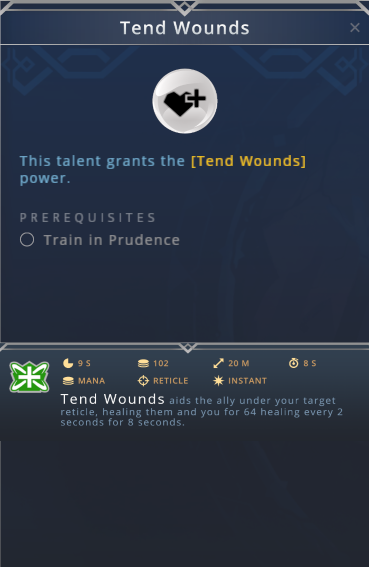 Tend Wounds
This talent grants the [Tend Wounds]
power.
PREREQUISITES
Train in Prudence
9 S 102 20 M 8 S
MANA RETICLE INSTANT
Tend Wounds aids the ally under your target
reticle, healing them and you for 64 healing every 2
seconds for 8 seconds.